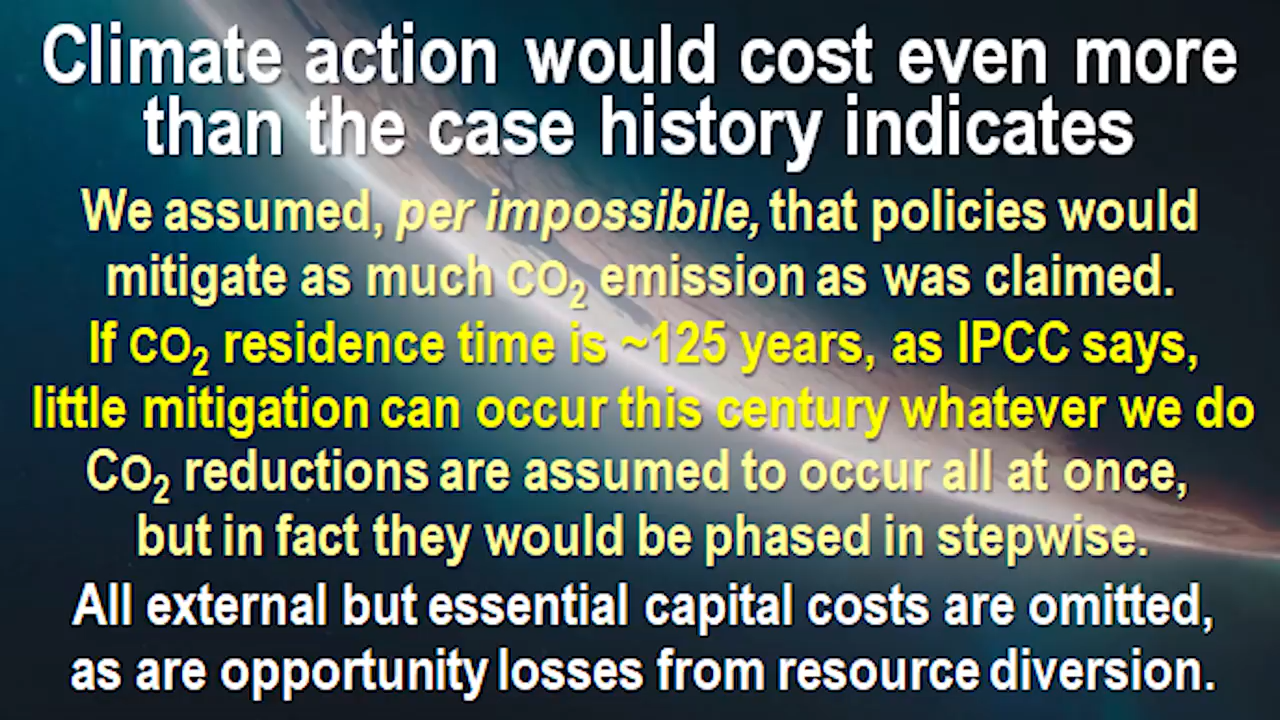 Climate action would cost even more
than the case history indicates
We assumed, per impossibile, that policies would
mitigate as much CO₂ emission as was claimed.
If CO₂ residence time is ~125 years, as IPCC says,
little mitigation can occur this century whatever we do
CO₂ reductions are assumed to occur all at once,
but in fact they would be phased in stepwise.
All external but essential capital costs are omitted,
as are opportunity losses from resource diversion.